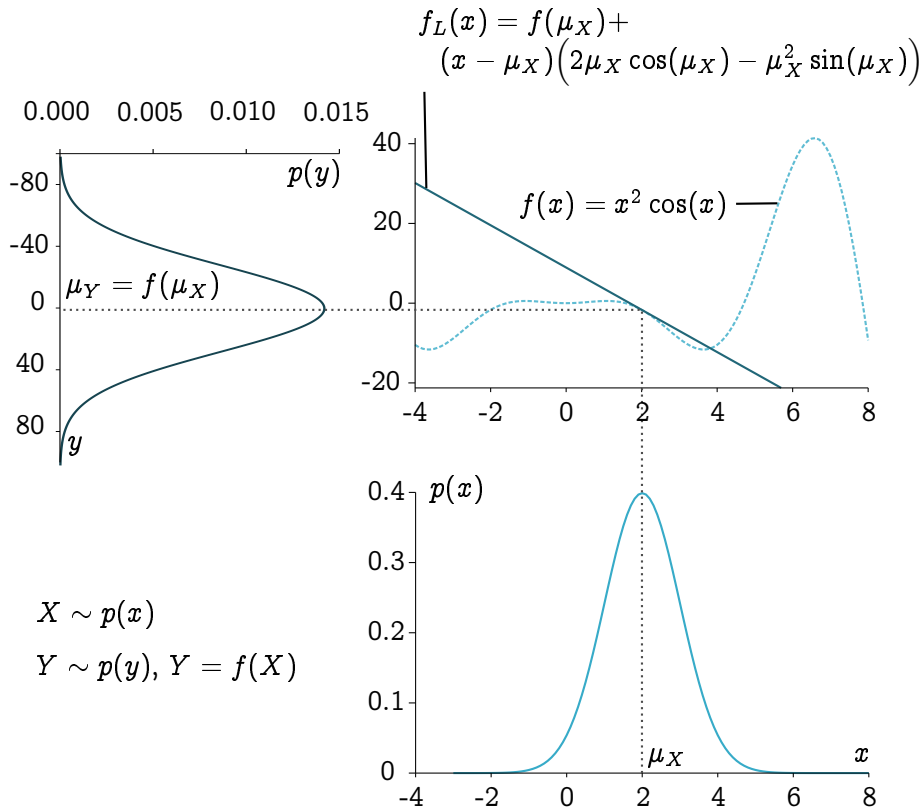 f_L(x) = f(μ_X)+
(x − μ_X)(2μ_X cos(μ_X) − μ_X^2 sin(μ_X))
0.000 0.005 0.010 0.015
p(y)
-80
-40
μ_Y = f(μ_X)
0
40
80
y
40
20
0
-20
f(x) = x^2 cos(x)
-4 -2 0 2 4 6 8
0.4
p(x)
0.3
0.2
0.1
0
μ_X
x
-4 -2 0 2 4 6 8
X ∼ p(x)
Y ∼ p(y), Y = f(X)